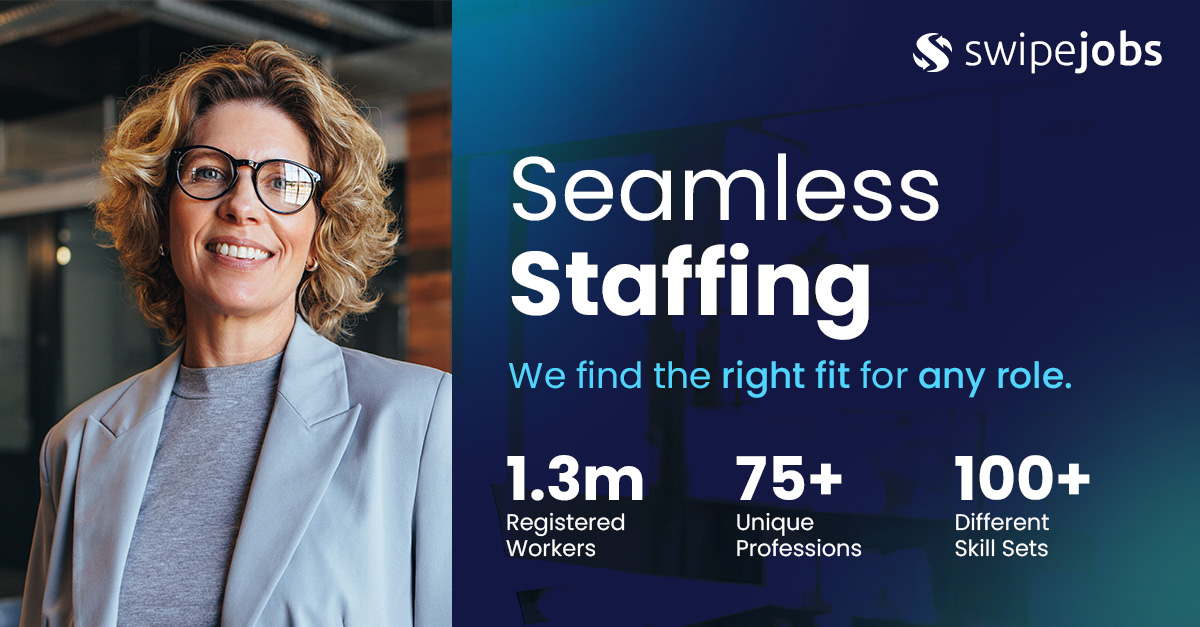 swipejobs
Seamless
Staffing
We find the right fit for any role.
1.3m
Registered
Workers
75+
Unique
Professions
100+
Different
Skill Sets